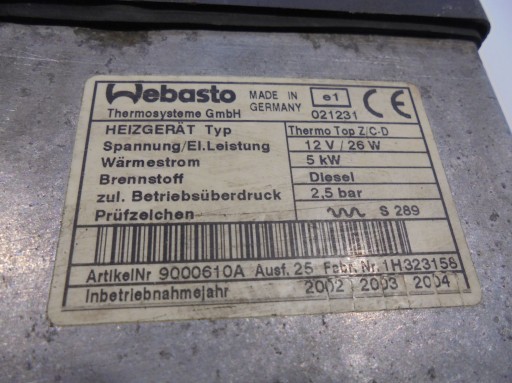 Webasto MADE IN GERMANY e1 CE
Thermosysteme GmbH 021231
HEIZGERÄT Typ Thermo Top Z/C-D
Spannung/El.Leistung 12 V / 26 W
Wärmestrom 5 kW
Brennstoff Diesel
zul. Betriebsüberdruck 2,5 bar
Prüfzeichen S 289
ArtikelNr 9000610A Ausf. 25 Fabr. Nr. 1H323158
Inbetriebnahmejahr 2002 2003 2004